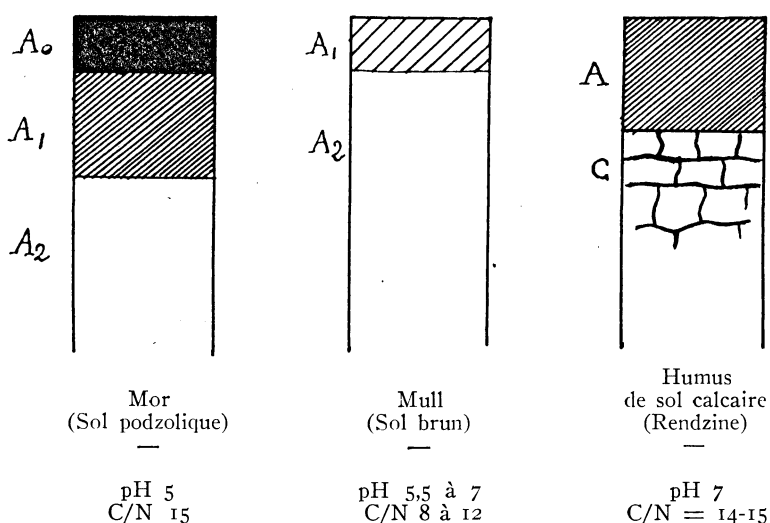 A₀
A₁
A₂
Mor
(Sol podzolique)
—
pH 5
C/N 15
A₁
A₂
Mull
(Sol brun)
—
pH 5,5 à 7
C/N 8 à 12
A
C
Humus
de sol calcaire
(Rendzine)
—
pH 7
C/N = 14-15